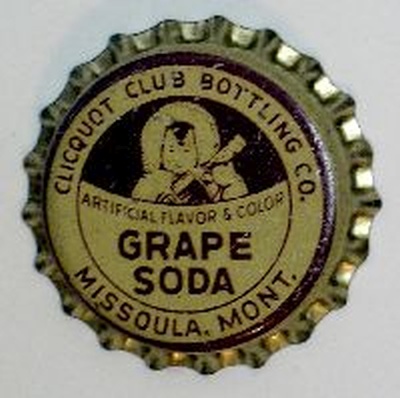 CLICQUOT CLUB BOTTLING CO.
ARTIFICIAL FLAVOR & COLOR
GRAPE
SODA
MISSOULA. MONT.